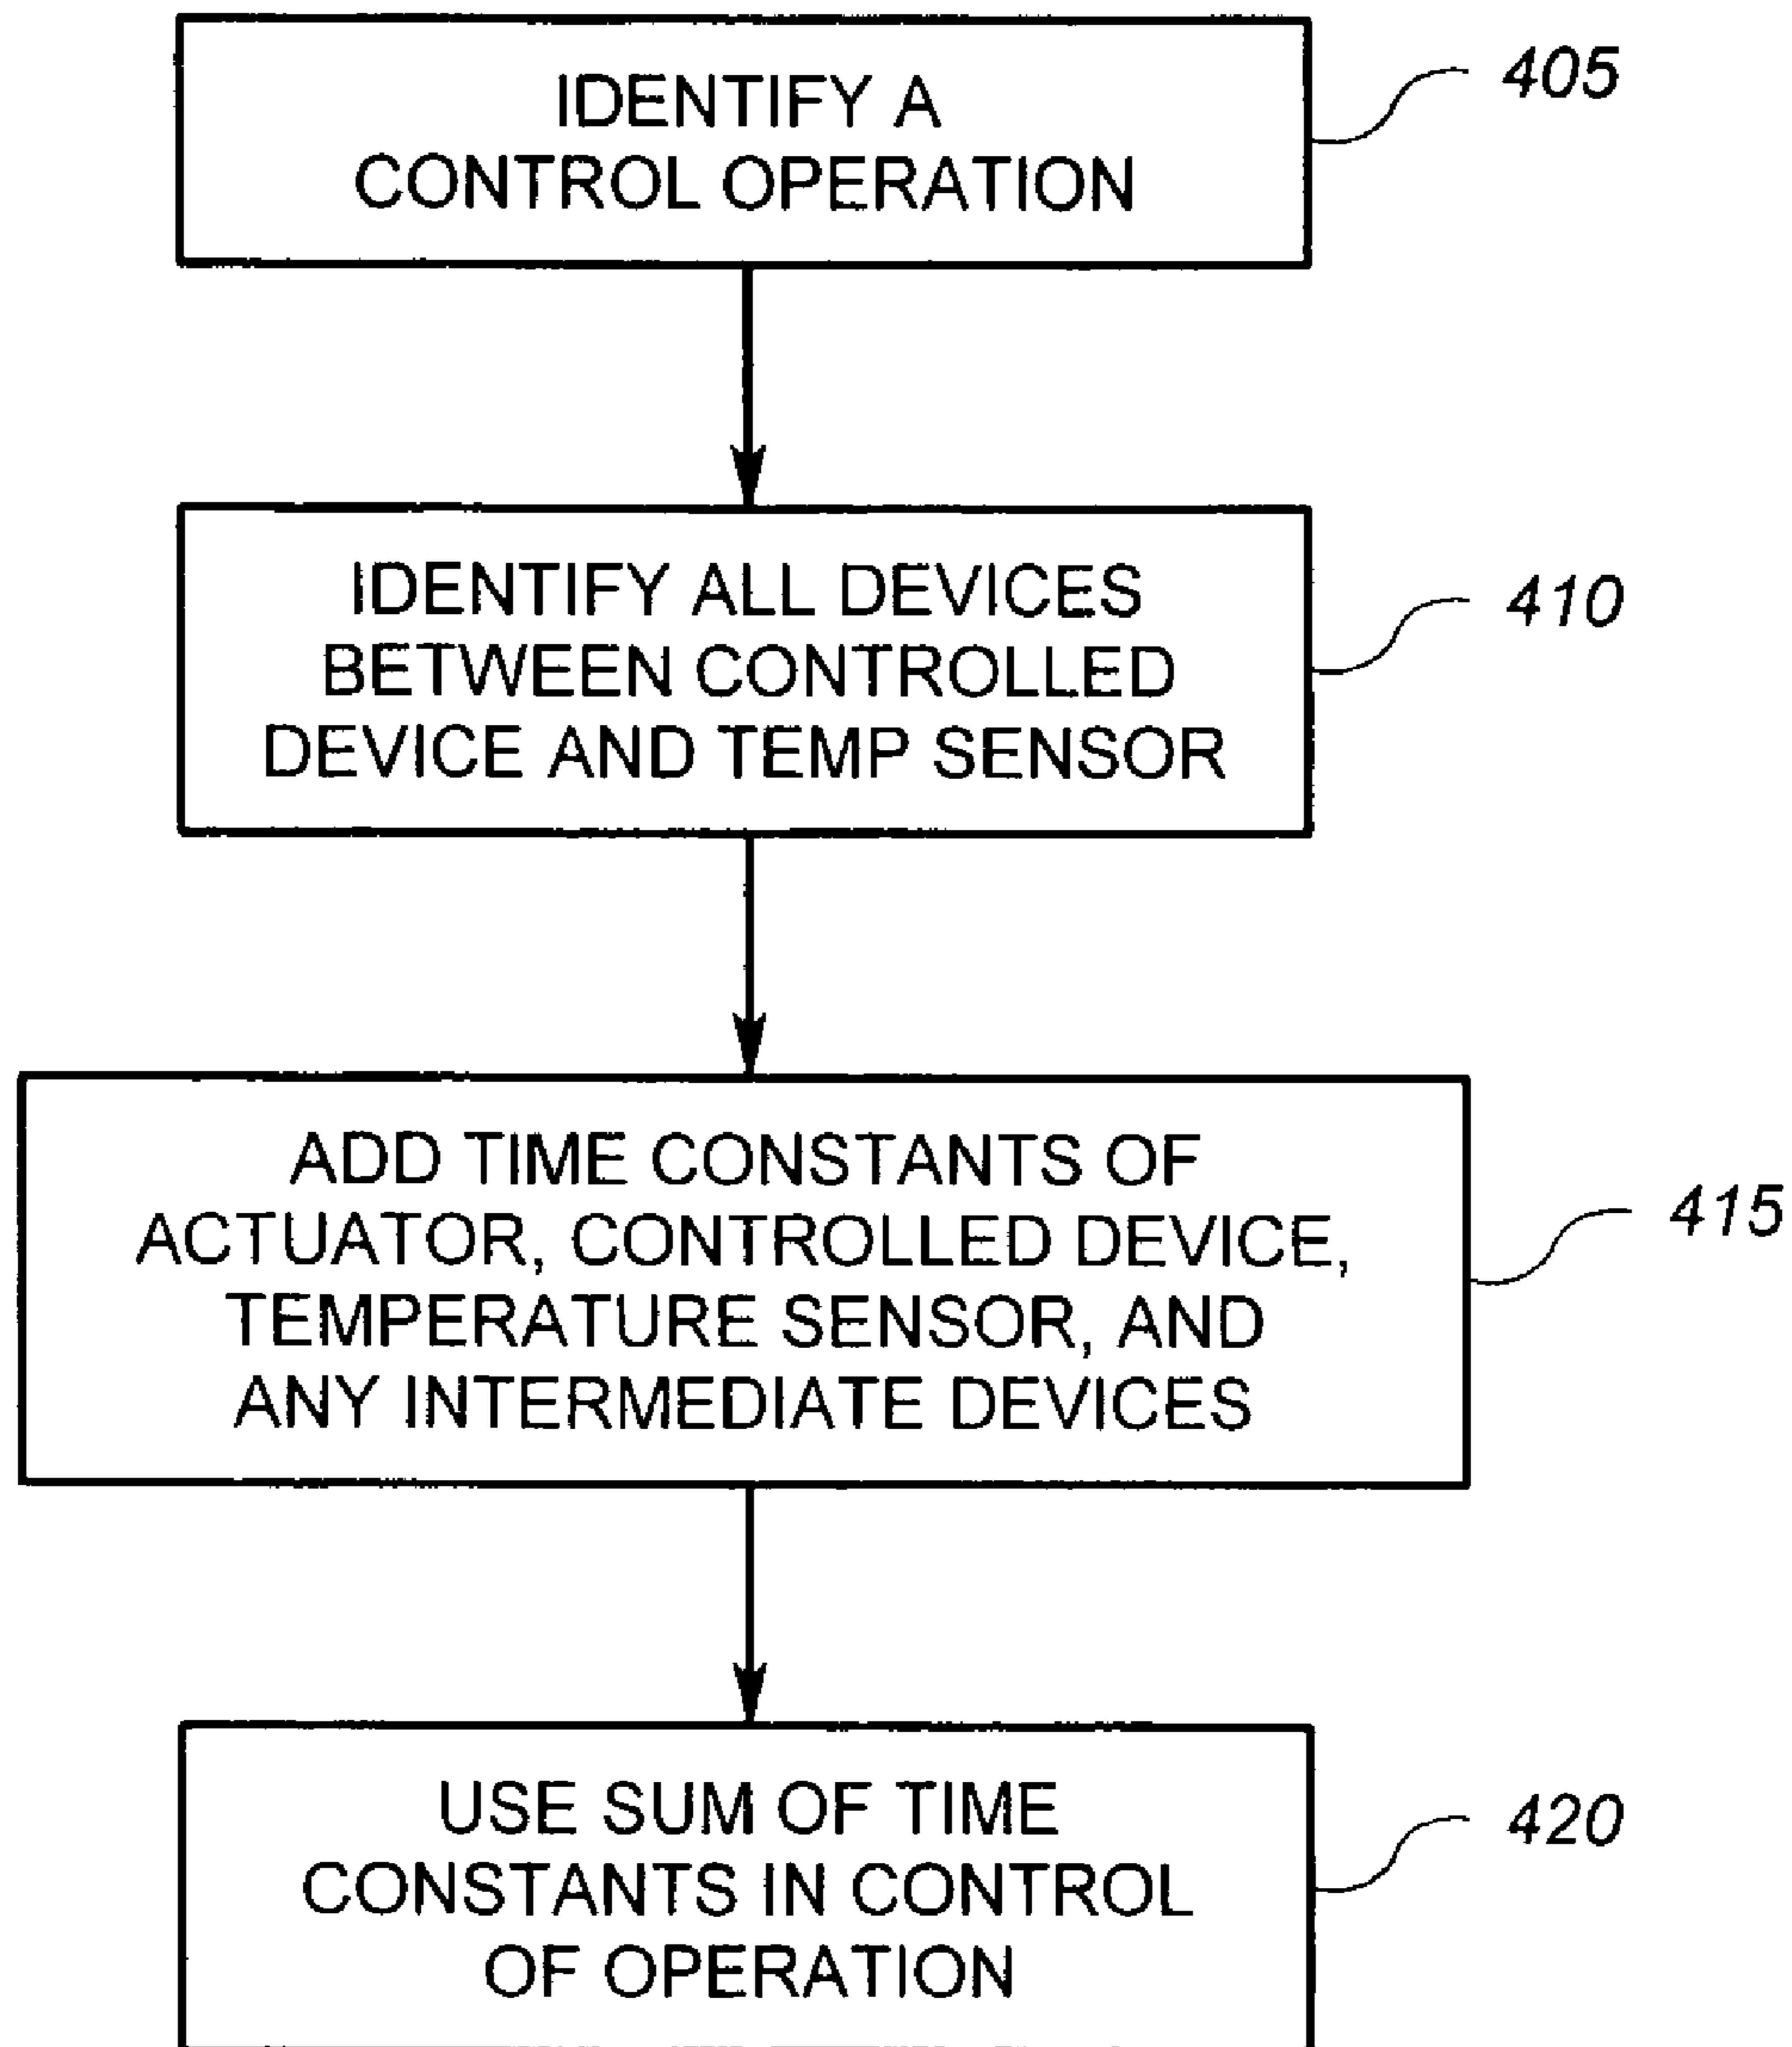 IDENTIFY A
CONTROL OPERATION
405
IDENTIFY ALL DEVICES
BETWEEN CONTROLLED
DEVICE AND TEMP SENSOR
410
ADD TIME CONSTANTS OF
ACTUATOR, CONTROLLED DEVICE,
TEMPERATURE SENSOR, AND
ANY INTERMEDIATE DEVICES
415
USE SUM OF TIME
CONSTANTS IN CONTROL
OF OPERATION
420